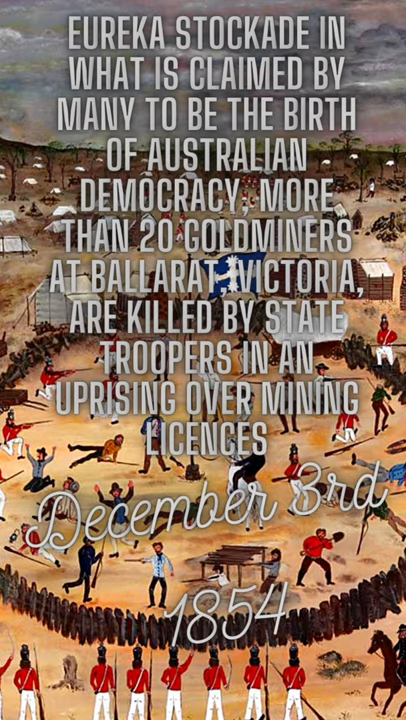 EUREKA STOCKADE IN
WHAT IS CLAIMED BY
MANY TO BE THE BIRTH
OF AUSTRALIAN
DEMOCRACY, MORE
THAN 20 GOLDMINERS
AT BALLARAT, VICTORIA,
ARE KILLED BY STATE
TROOPERS IN AN
UPRISING OVER MINING
LICENCES
December 3rd
1854